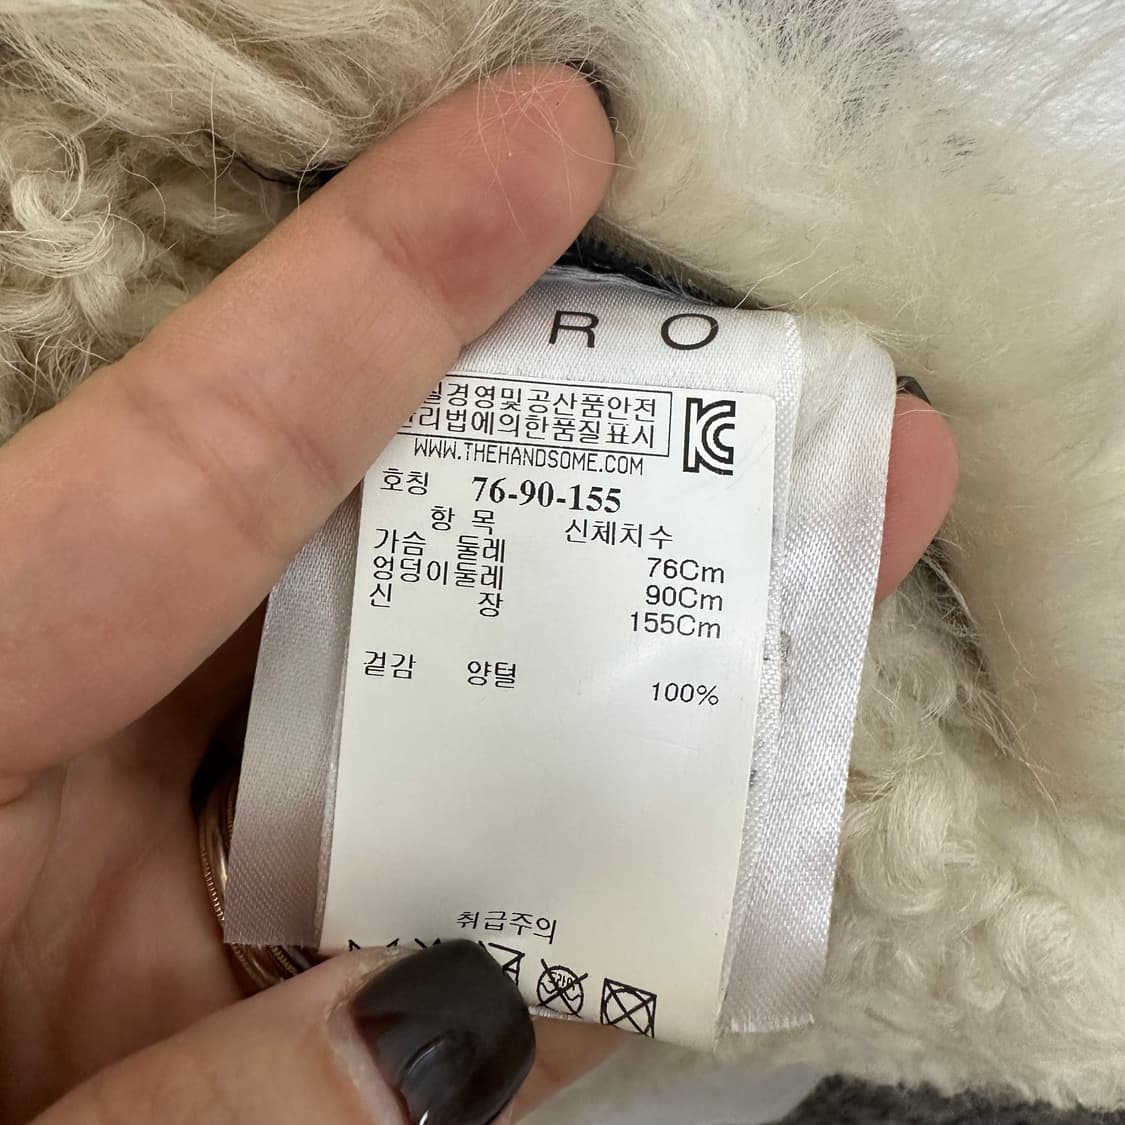 R O
경영및공산품안전
리법에의한품질표시
WWW.THEHANDSOME.COM
호칭 76-90-155
항 목 신체치수
가슴 둘레 76Cm
엉덩이둘레 90Cm
신 장 155Cm
겉감 양털 100%
취급주의